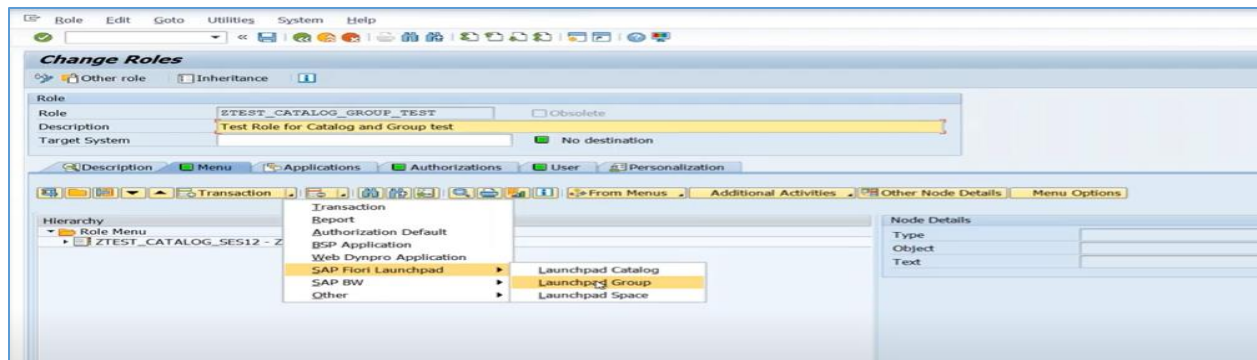 Role Edit Goto Utilities System Help
Change Roles
Other role Inheritance
Role
Role ZTEST_CATALOG_GROUP_TEST Obsolete
Description Test Role for Catalog and Group test
Target System No destination
Description Menu Applications Authorizations User Personalization
Transaction From Menus Additional Activities Other Node Details Menu Options
Transaction
Hierarchy Report Node Details
Role Menu Authorization Default Type
ZTEST_CATALOG_SES12 - Z BSP Application Object
Web Dynpro Application Text
SAP Fiori Launchpad Launchpad Catalog
SAP BW Launchpad Group
Other Launchpad Space